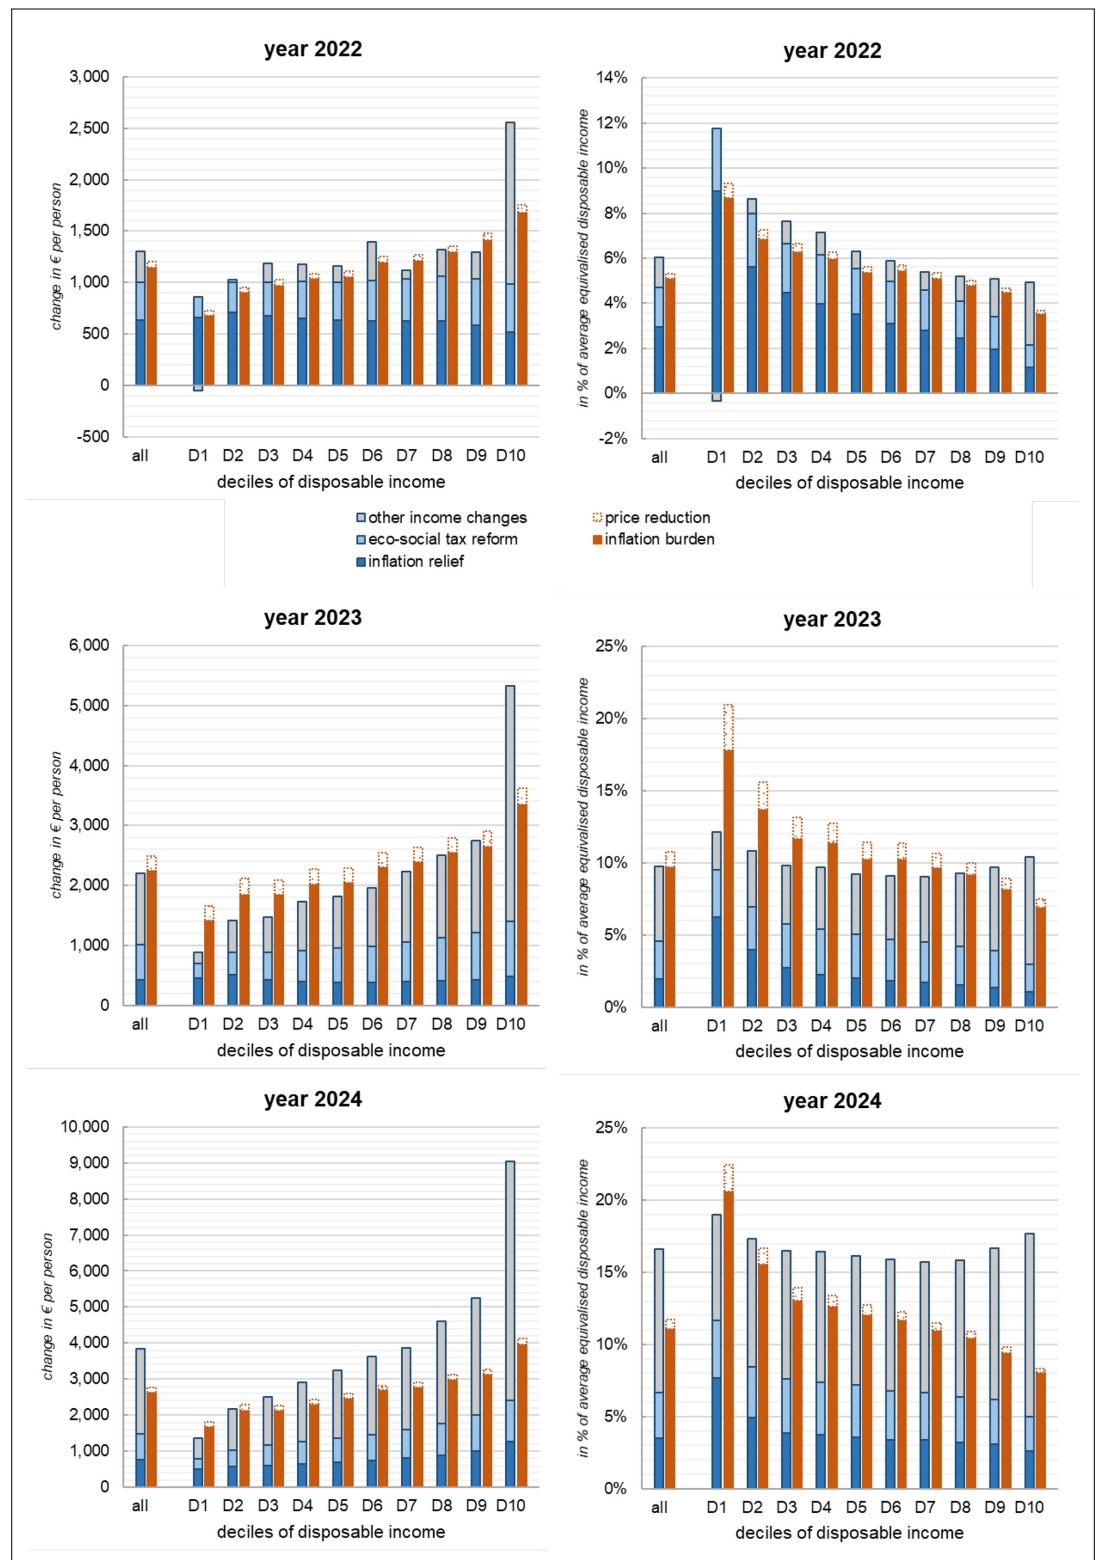 year 2022
change in € per person
3,000
2,500
2,000
1,500
1,000
500
0
-500
all D1 D2 D3 D4 D5 D6 D7 D8 D9 D10
deciles of disposable income
year 2022
in % of average equivalised disposable income
14%
12%
10%
8%
6%
4%
2%
0%
-2%
all D1 D2 D3 D4 D5 D6 D7 D8 D9 D10
deciles of disposable income
other income changes
eco-social tax reform
inflation relief
price reduction
inflation burden
year 2023
change in € per person
6,000
5,000
4,000
3,000
2,000
1,000
0
all D1 D2 D3 D4 D5 D6 D7 D8 D9 D10
deciles of disposable income
year 2023
in % of average equivalised disposable income
25%
20%
15%
10%
5%
0%
all D1 D2 D3 D4 D5 D6 D7 D8 D9 D10
deciles of disposable income
year 2024
change in € per person
10,000
9,000
8,000
7,000
6,000
5,000
4,000
3,000
2,000
1,000
0
all D1 D2 D3 D4 D5 D6 D7 D8 D9 D10
deciles of disposable income
year 2024
in % of average equivalised disposable income
25%
20%
15%
10%
5%
0%
all D1 D2 D3 D4 D5 D6 D7 D8 D9 D10
deciles of disposable income